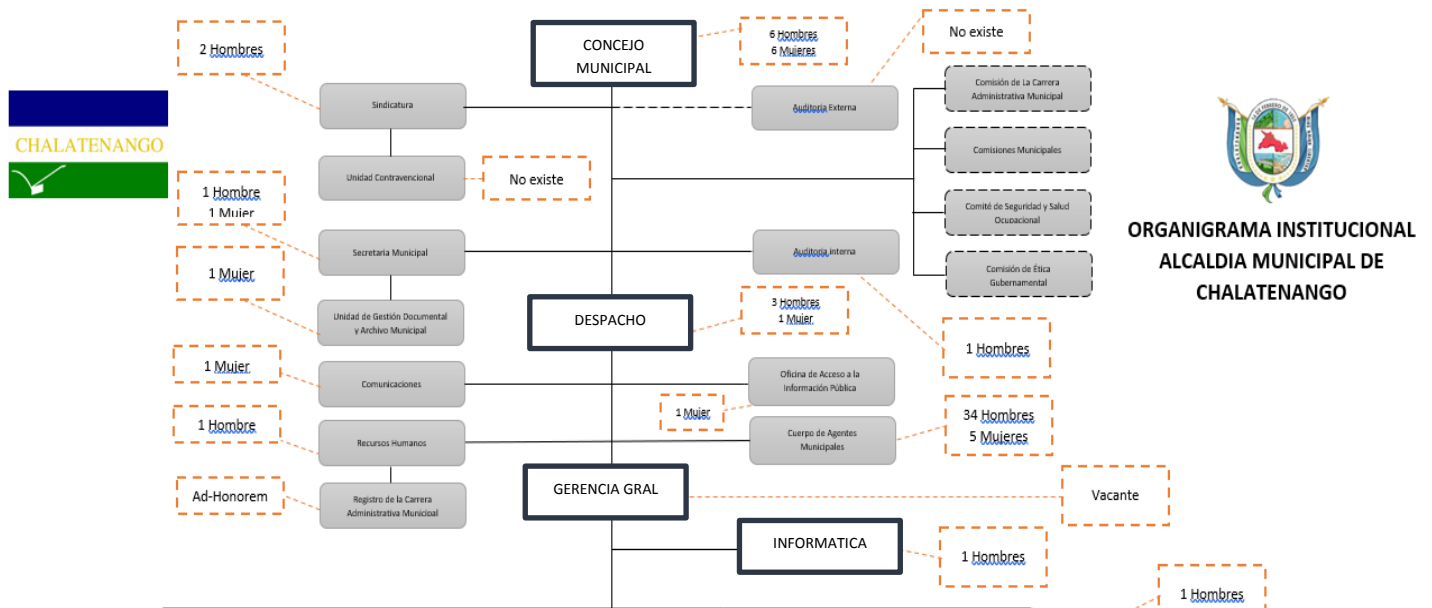 CONCEJO
MUNICIPAL
6 Hombres
6 Mujeres
No existe
2 Hombres
Sindicatura
Auditoria Externa
Comisión de La Carrera
Administrativa Municipal
Comisiones Municipales
Comité de Seguridad y Salud
Ocupacional
Comisión de Ética
Gubernamental
CHALATENANGO
Unidad Contravencional
No existe
1 Hombre
1 Mujer
Secretaria Municipal
Auditoria interna
ORGANIGRAMA INSTITUCIONAL
ALCALDIA MUNICIPAL DE
CHALATENANGO
1 Mujer
Unidad de Gestión Documental
y Archivo Municipal
DESPACHO
3 Hombres
1 Mujer
1 Hombres
1 Mujer
Comunicaciones
Oficina de Acceso a la
Información Pública
1 Mujer
1 Hombre
Recursos Humanos
Cuerpo de Agentes
Municipales
34 Hombres
5 Mujeres
Ad-Honorem
Registro de la Carrera
Administrativa Municipal
GERENCIA GRAL
Vacante
INFORMATICA
1 Hombres
1 Hombres